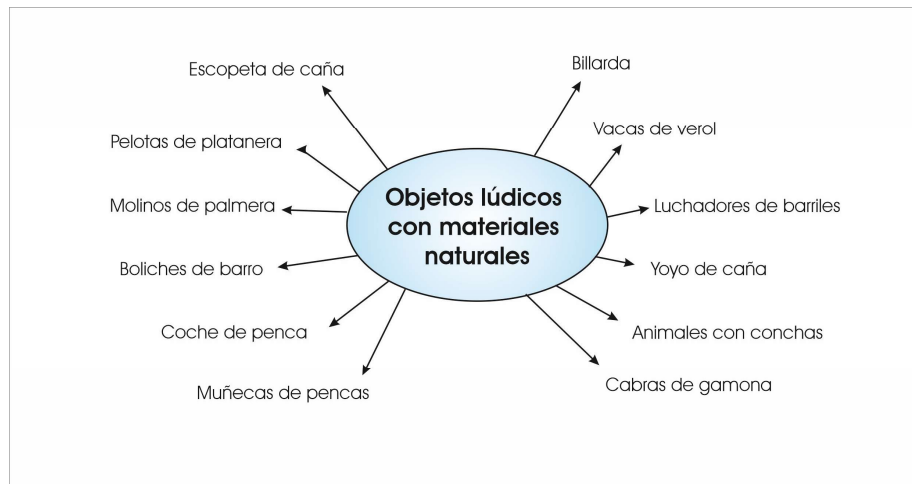 Escopeta de caña
Billarda
Pelotas de platanera
Vacas de verol
Molinos de palmera
Objetos lúdicos
con materiales
naturales
Luchadores de barriles
Boliches de barro
Yoyo de caña
Coche de penca
Animales con conchas
Muñecas de pencas
Cabras de gamona